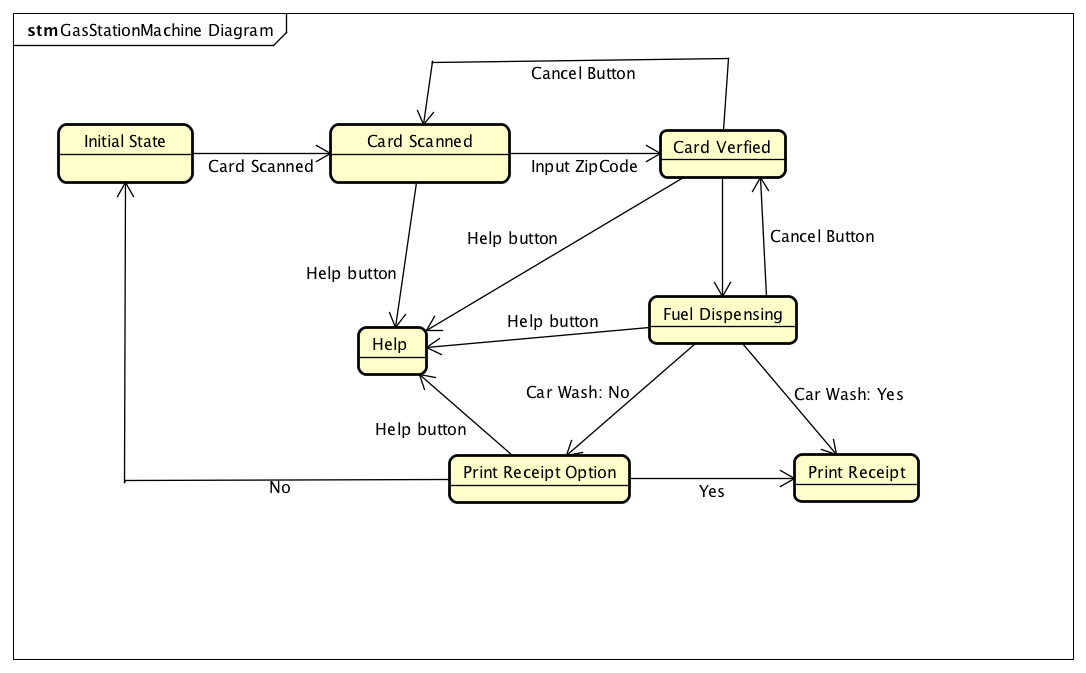 stm GasStationMachine Diagram
Cancel Button
Initial State
Card Scanned
Card Scanned
Input ZipCode
Card Verfied
Help button
Cancel Button
Help button
Help button
Fuel Dispensing
Help
Car Wash: No
Car Wash: Yes
Help button
Print Receipt Option
Print Receipt
No
Yes